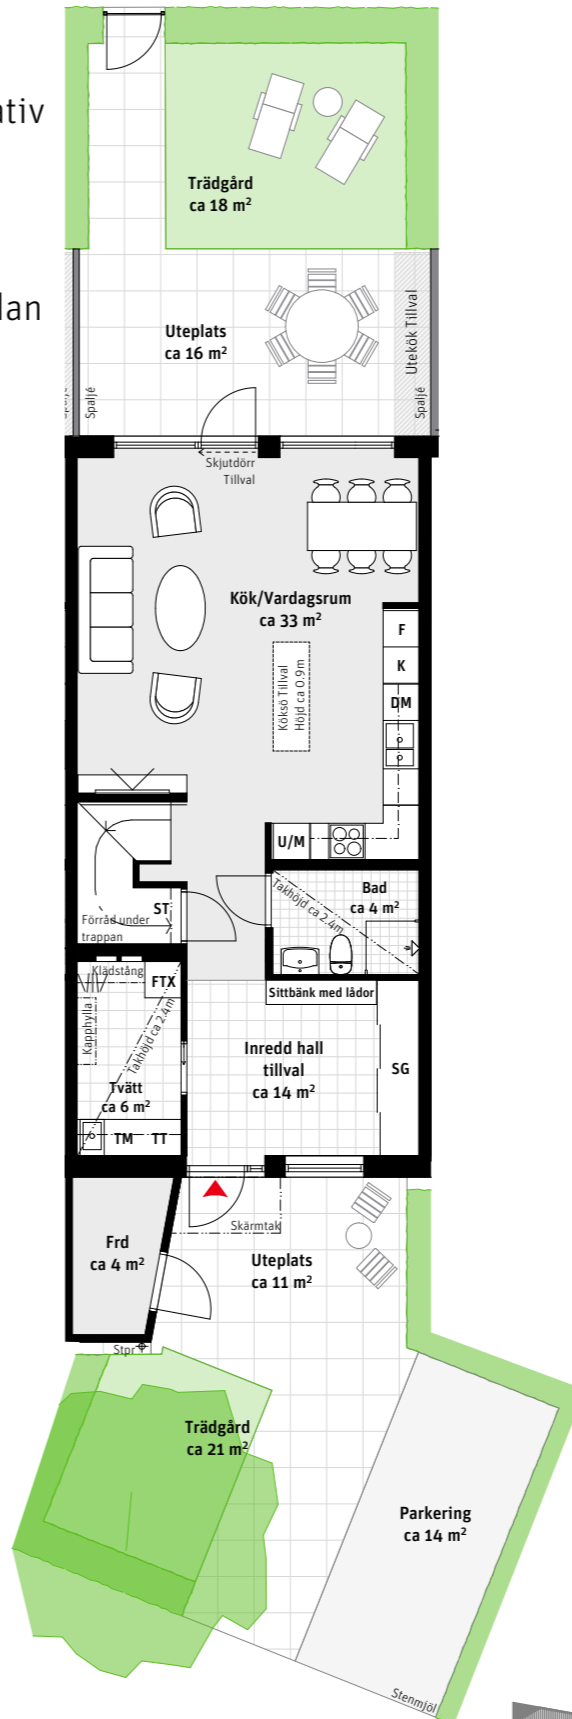 ativ
lan
Trädgård
ca 18 m²
Uteplats
ca 16 m²
Utekök Tillval
Spaljé
Spaljé
Skjutdörr
Tillval
Kök/Vardagsrum
ca 33 m²
F
K
DM
Köksö Tillval
Höjd ca 0.9m
U/M
Bad
ca 4 m²
Takhöjd ca 2.4m
ST
Förråd under
trappan
Klädstång
FTX
Kapphylla
Takhöjd ca 2.4m
Tvätt
ca 6 m²
TM TT
Sittbänk med lådor
Inredd hall
tillval
ca 14 m²
SG
Skärmtak
Frd
ca 4 m²
Uteplats
ca 11 m²
Stpr
Trädgård
ca 21 m²
Parkering
ca 14 m²
Stenmjöl